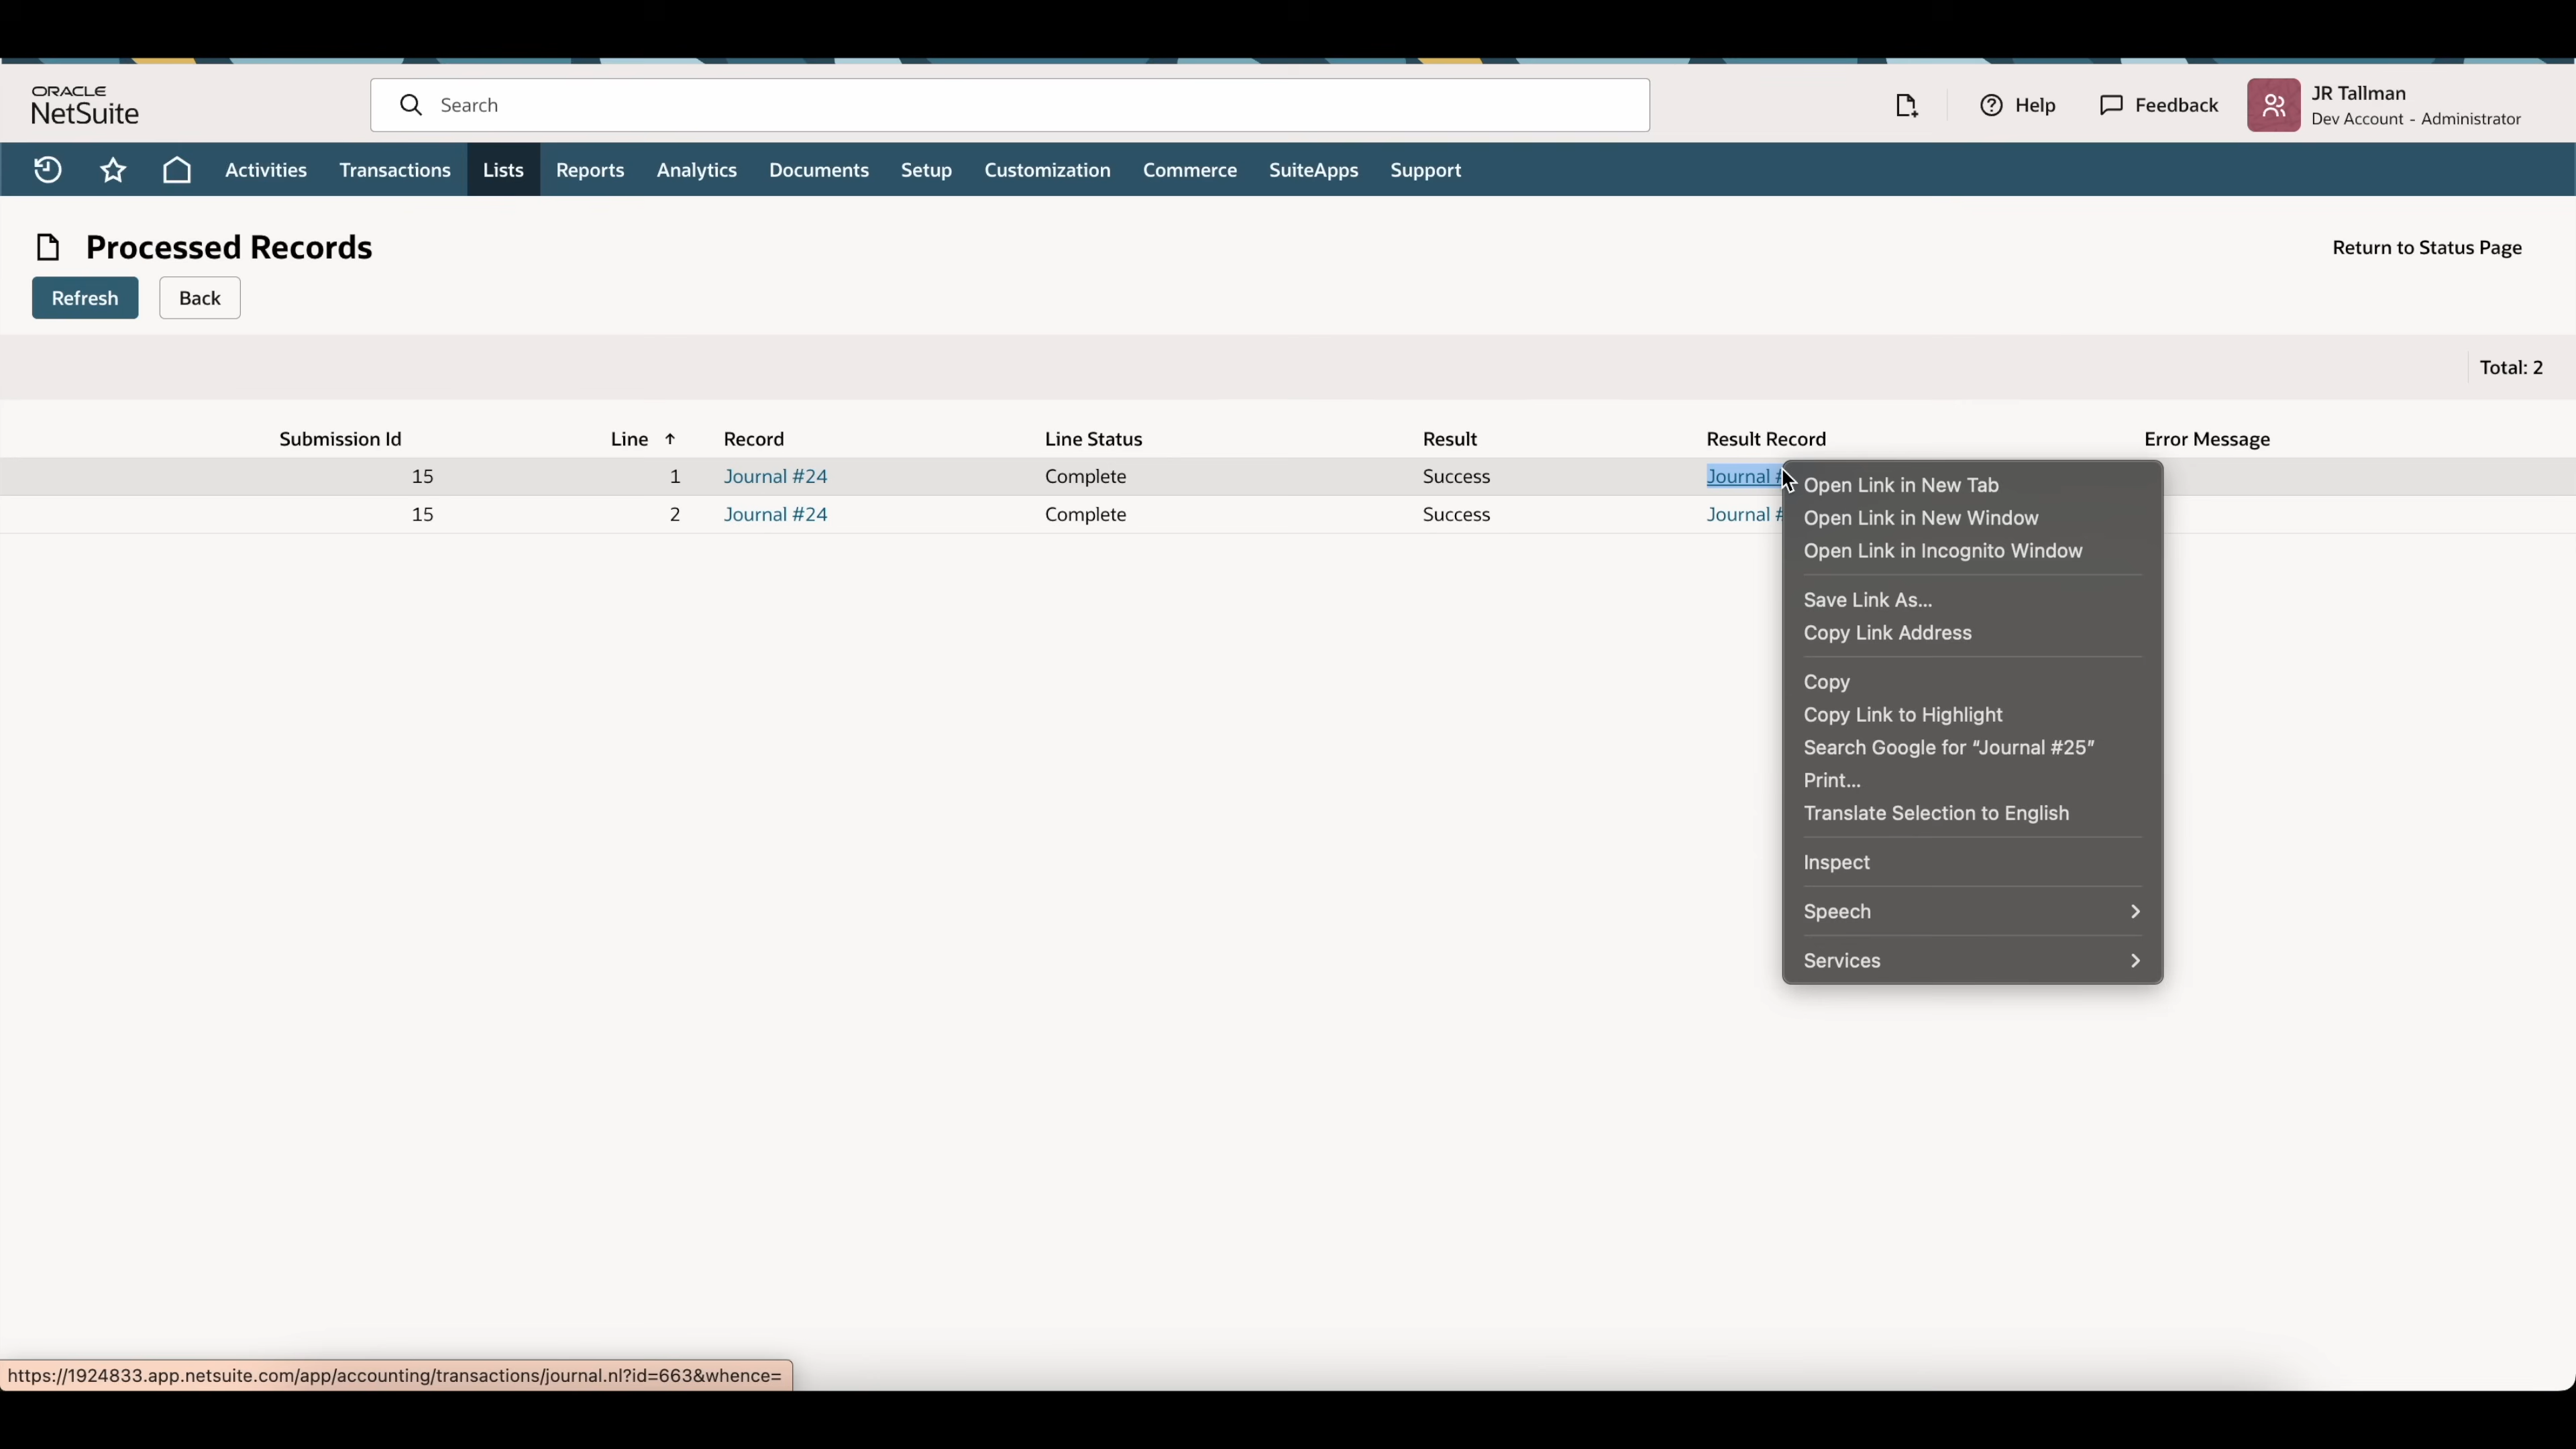 ORACLE
NetSuite
Search
Help
Feedback
JR Tallman
Dev Account - Administrator
Activities Transactions Lists Reports Analytics Documents Setup Customization Commerce SuiteApps Support
Processed Records
Return to Status Page
Refresh Back
Total: 2
Submission Id Line ↑ Record Line Status Result Result Record Error Message
15 1 Journal #24 Complete Success Journal #
15 2 Journal #24 Complete Success Journal #
Open Link in New Tab
Open Link in New Window
Open Link in Incognito Window
Save Link As...
Copy Link Address
Copy
Copy Link to Highlight
Search Google for “Journal #25”
Print...
Translate Selection to English
Inspect
Speech
Services
https://1924833.app.netsuite.com/app/accounting/transactions/journal.nl?id=663&whence=